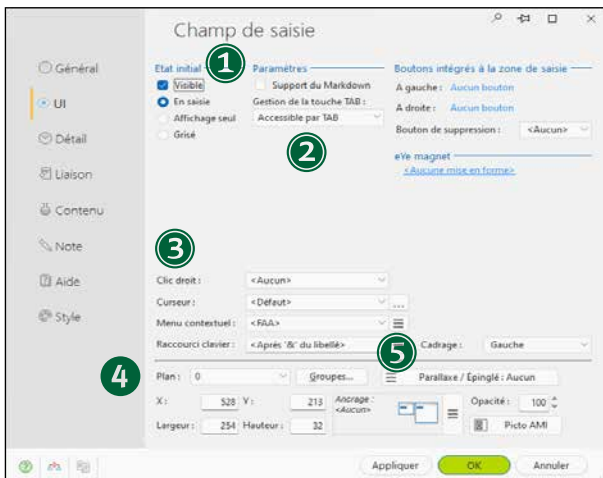 Champ de saisie
Général
UI
Détail
Liaison
Contenu
Note
Aide
Style
Etat initial
1
Visible
En saisie
Affichage seul
Grisé
Paramètres
Support du Markdown
Gestion de la touche TAB :
Accessible par TAB
2
Boutons intégrés à la zone de saisie
A gauche : Aucun bouton
A droite : Aucun bouton
Bouton de suppression : <Aucun>
eVe magnet
<Aucune mise en forme>
3
Clic droit : <Aucun>
Curseur : <Défaut> ...
Menu contextuel : <FAA>
Raccourci clavier : <Après '&' du libellé>
5
Cadrage : Gauche
4
Plan : 0 Groupes... Parallaxe / Épinglé : Aucun
X : 528 Y : 213 Ancrage : <Aucun> Opacité : 100
Largeur : 254 Hauteur : 32 Picto AMI
Appliquer OK Annuler